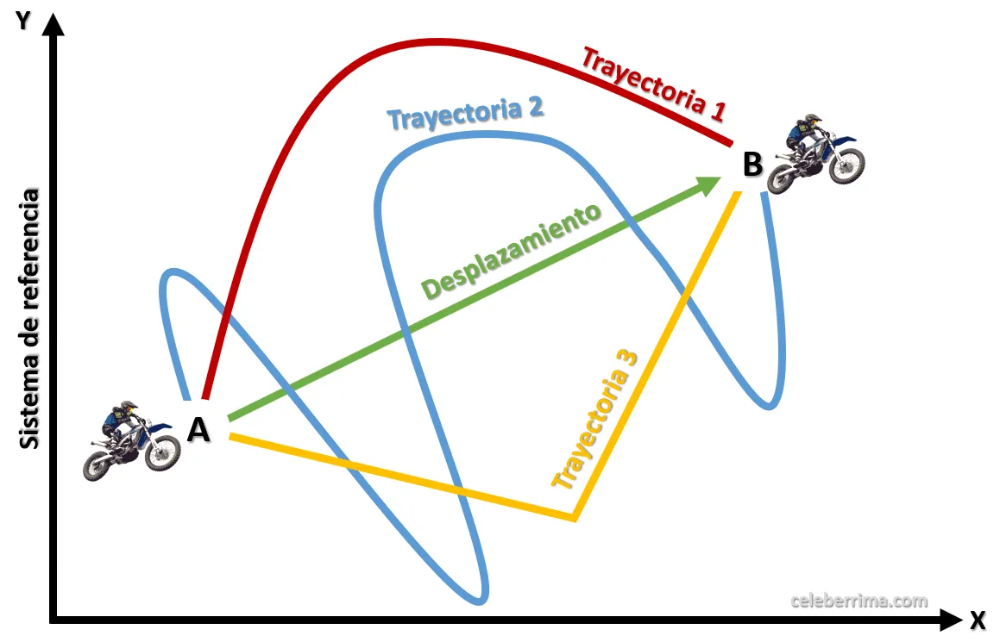 Y
Trayectoria 1
Trayectoria 2
B
Desplazamiento
Sistema de referencia
Trayectoria 3
A
celeberrima.com
X